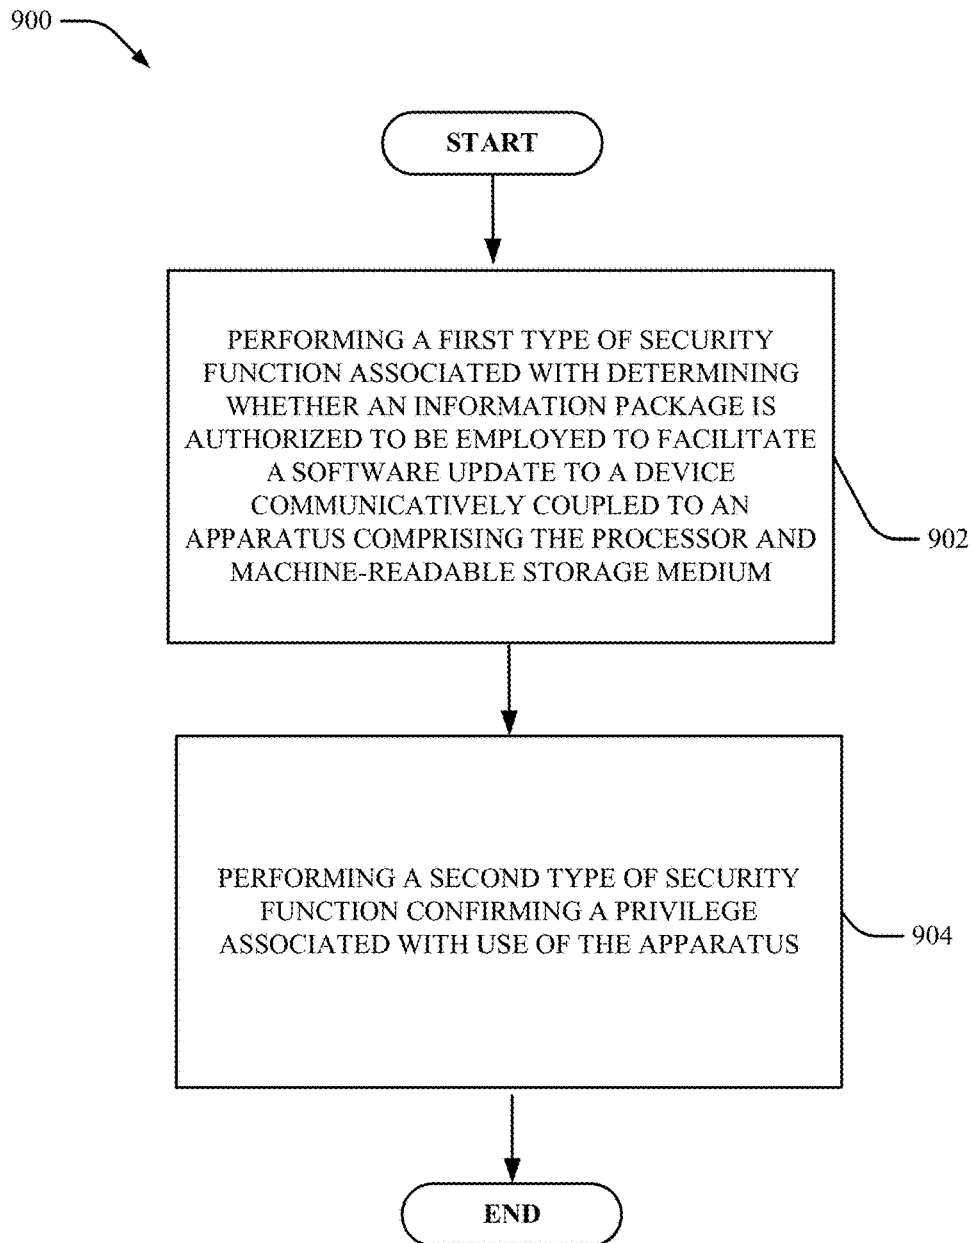 900
START
PERFORMING A FIRST TYPE OF SECURITY
FUNCTION ASSOCIATED WITH DETERMINING
WHETHER AN INFORMATION PACKAGE IS
AUTHORIZED TO BE EMPLOYED TO FACILITATE
A SOFTWARE UPDATE TO A DEVICE
COMMUNICATIVELY COUPLED TO AN
APPARATUS COMPRISING THE PROCESSOR AND
MACHINE-READABLE STORAGE MEDIUM
902
PERFORMING A SECOND TYPE OF SECURITY
FUNCTION CONFIRMING A PRIVILEGE
ASSOCIATED WITH USE OF THE APPARATUS
904
END